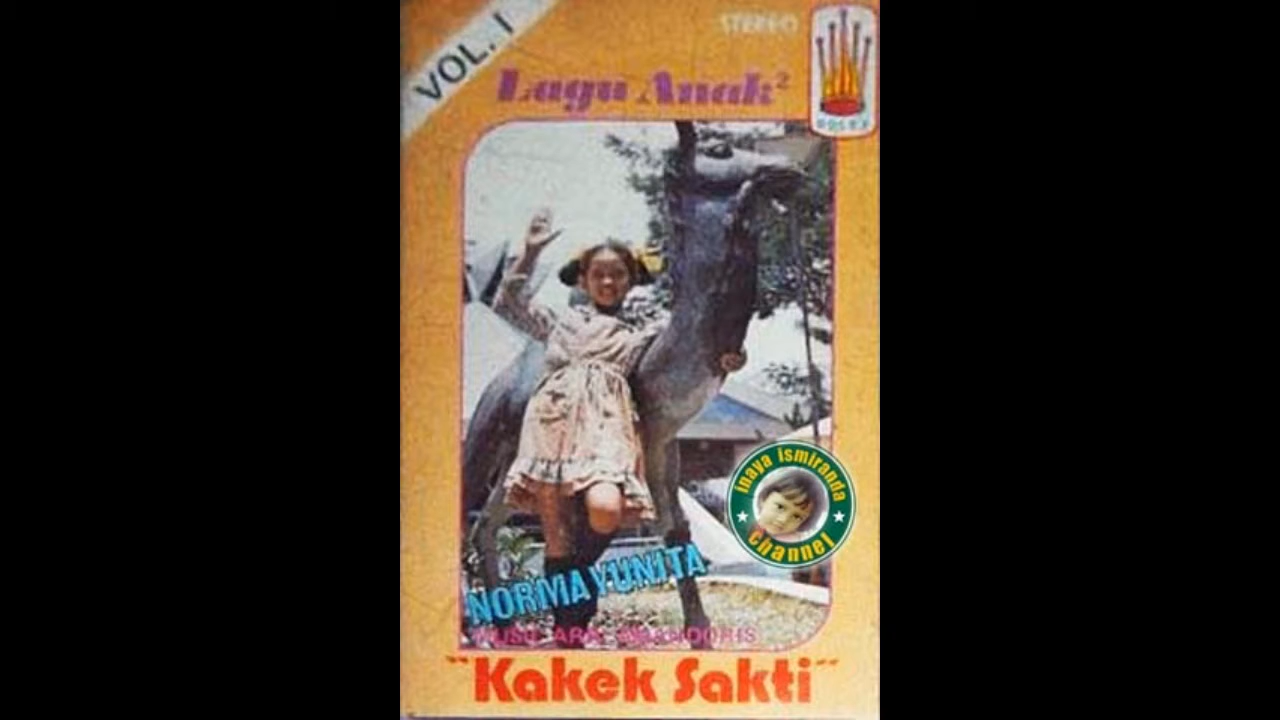 VOL. I
STEREO
Lagu Anak²
inaya ismiranda
channel
NORMA YUNITA
"Kakek Sakti"